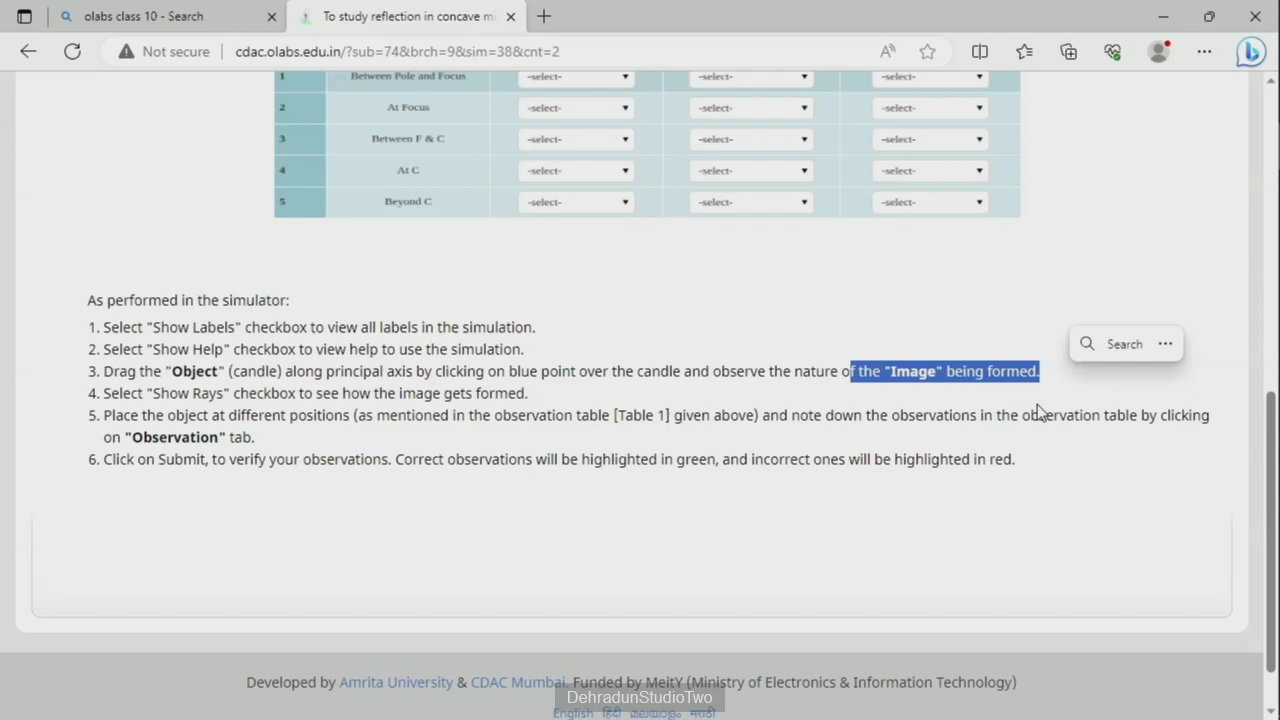 olabs class 10 - Search
To study reflection in concave mi
Not secure
cdac.olabs.edu.in/?sub=74&brch=9&sim=38&cnt=2
1 Between Pole and Focus -select- -select- -select-
2 At Focus -select- -select- -select-
3 Between F & C -select- -select- -select-
4 At C -select- -select- -select-
5 Beyond C -select- -select- -select-
As performed in the simulator:
Search
1. Select "Show Labels" checkbox to view all labels in the simulation.
2. Select "Show Help" checkbox to view help to use the simulation.
3. Drag the "Object" (candle) along principal axis by clicking on blue point over the candle and observe the nature of the "Image" being formed.
4. Select "Show Rays" checkbox to see how the image gets formed.
5. Place the object at different positions (as mentioned in the observation table [Table 1] given above) and note down the observations in the observation table by clicking
on "Observation" tab.
6. Click on Submit, to verify your observations. Correct observations will be highlighted in green, and incorrect ones will be highlighted in red.
Developed by Amrita University & CDAC Mumbai. Funded by MeitY (Ministry of Electronics & Information Technology)
DehradunStudioTwo
English हिंदी മലയാളം मराठी